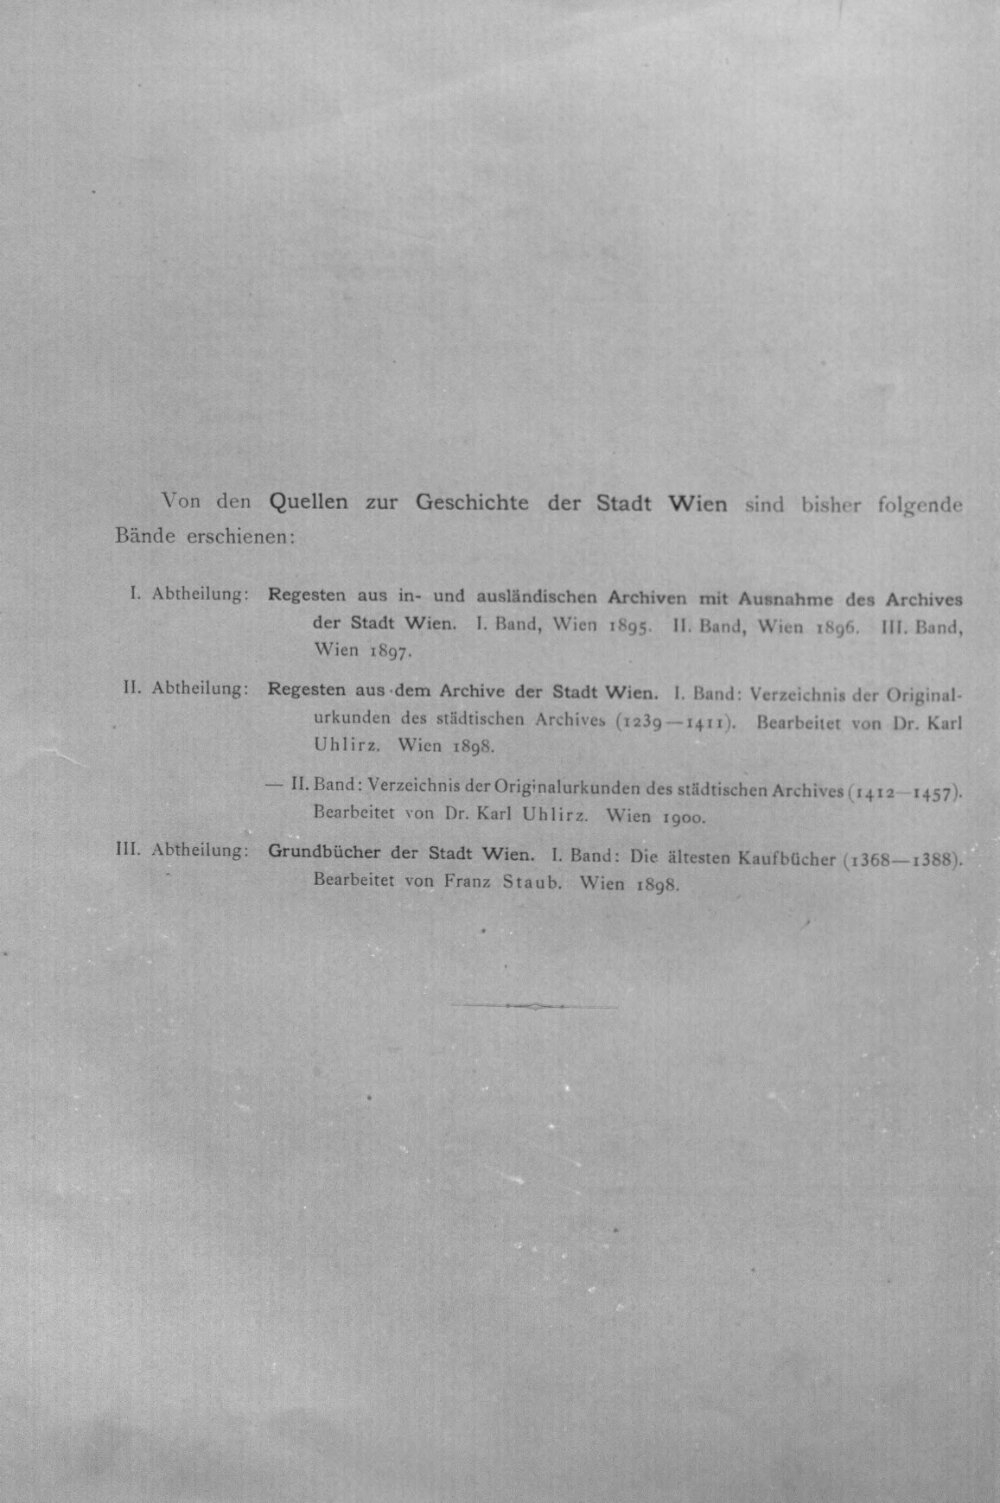 Von den Quellen zur Geschichte der Stadt Wien sind bisher folgende
Bände erschienen:
I. Abtheilung: Regesten aus in- und ausländischen Archiven mit Ausnahme des Archives
der Stadt Wien. I. Band, Wien 1895. II. Band, Wien 1896. III. Band,
Wien 1897.
II. Abtheilung: Regesten aus dem Archive der Stadt Wien. I. Band: Verzeichnis der Original-
urkunden des städtischen Archives (1239—1411). Bearbeitet von Dr. Karl
Uhlirz. Wien 1898.
— II. Band: Verzeichnis der Originalurkunden des städtischen Archives (1412—1457).
Bearbeitet von Dr. Karl Uhlirz. Wien 1900.
III. Abtheilung: Grundbücher der Stadt Wien. I. Band: Die ältesten Kaufbücher (1368—1388).
Bearbeitet von Franz Staub. Wien 1898.